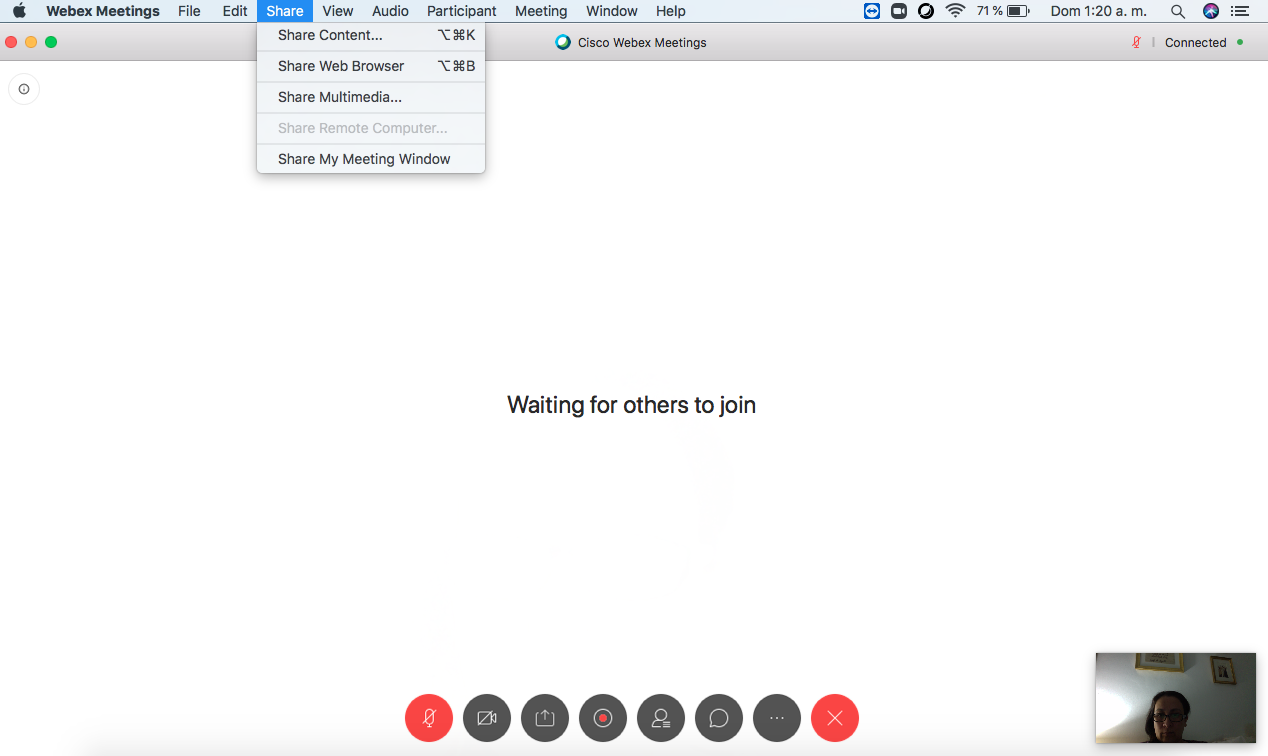 Webex Meetings File Edit Share View Audio Participant Meeting Window Help 71 % Dom 1:20 a. m.
Cisco Webex Meetings Connected
Share Content... ⌥⌘K
Share Web Browser ⌥⌘B
Share Multimedia...
Share Remote Computer...
Share My Meeting Window
Waiting for others to join